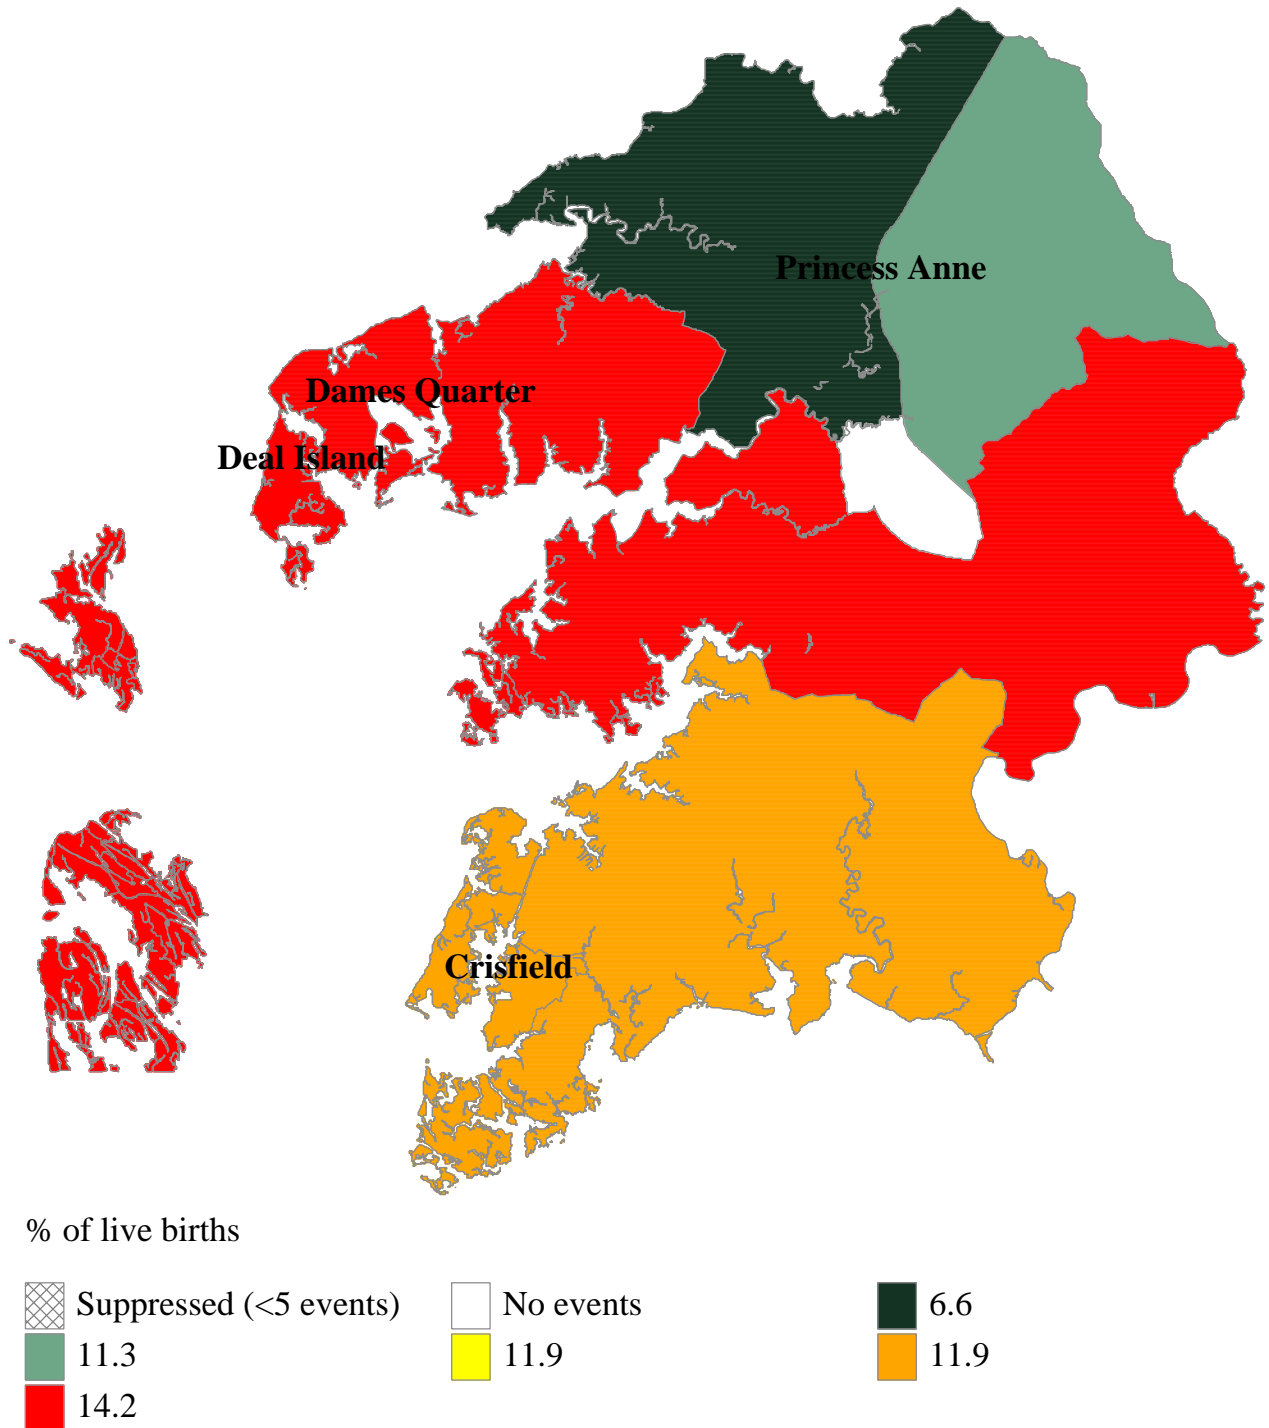 Princess Anne
Dames Quarter
Deal Island
Crisfield
% of live births
Suppressed (<5 events)
No events
6.6
11.3
11.9
11.9
14.2